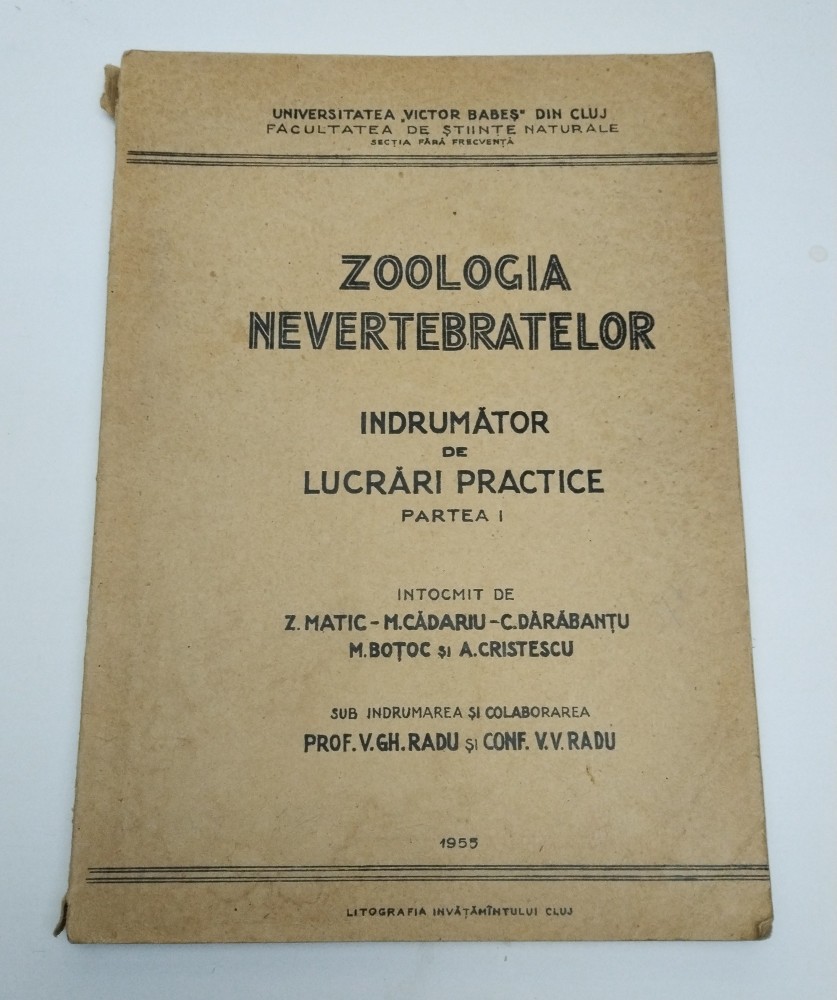 UNIVERSITATEA „VICTOR BABEȘ" DIN CLUJ
FACULTATEA DE ȘTIINȚE NATURALE
SECȚIA FĂRĂ FRECVENȚĂ
ZOOLOGIA
NEVERTEBRATELOR
INDRUMĂTOR
DE
LUCRĂRI PRACTICE
PARTEA I
INTOCMIT DE
Z. MATIC - M. CĂDARIU - C. DĂRĂBANȚU
M. BOȚOC ȘI A. CRISTESCU
SUB INDRUMAREA ȘI COLABORAREA
PROF. V. GH. RADU ȘI CONF. V. V. RADU
1955
LITOGRAFIA INVĂȚĂMÎNTULUI CLUJ